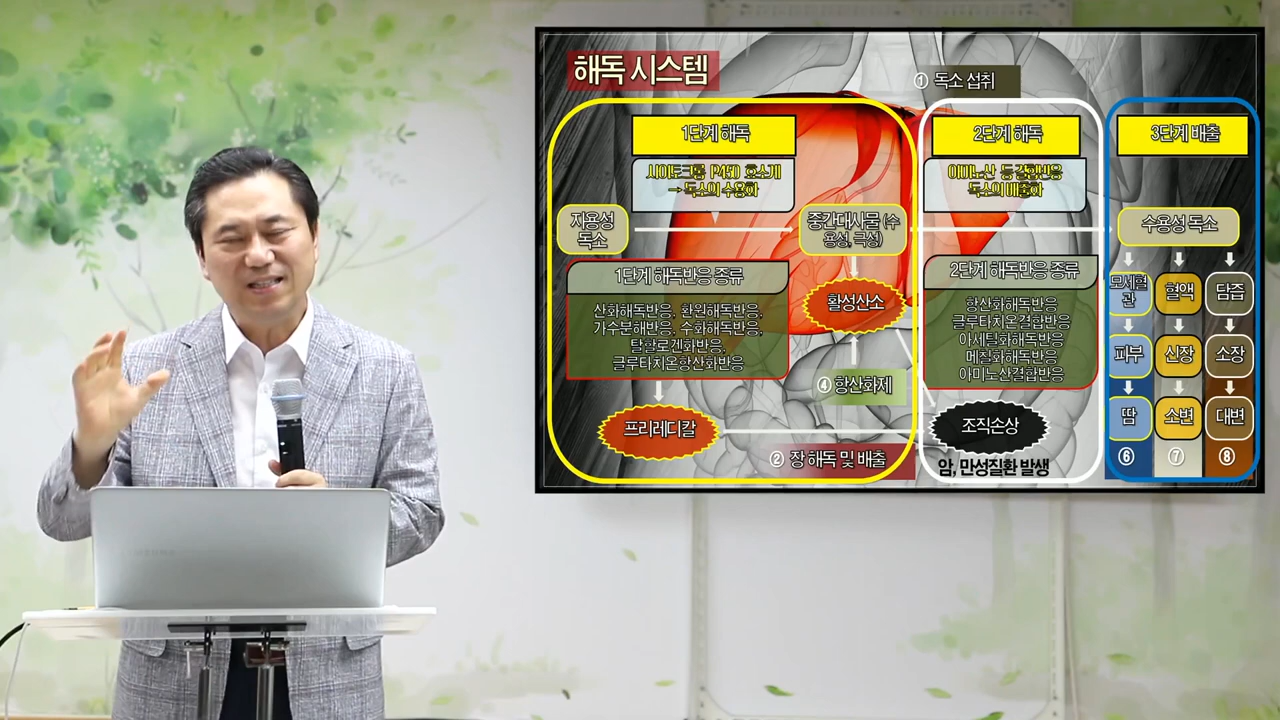 해독 시스템
① 독소 섭취
1단계 해독
시이토크롬 P450 효소계
→ 독소의 수용화
지용성
독소
중간대사물 (수
용성, 극성)
1단계 해독반응 종류
산화해독반응, 환원해독반응,
가수분해반응, 수화해독반응,
탈할로겐화반응,
글루타치온항산화반응
활성산소
④ 항산화제
프리레디칼
② 장 해독 및 배출
2단계 해독
아미노산 등 결합반응
독소의 배출화
2단계 해독반응 종류
항산화해독반응
글루타치온결합반응
아세틸화해독반응
메질화해독반응
아미노산결합반응
조직손상
암, 만성질환 발생
3단계 배출
수용성 독소
모세혈
관
혈액
담즙
피부
신장
소장
땀
소변
대변
⑥
⑦
⑧